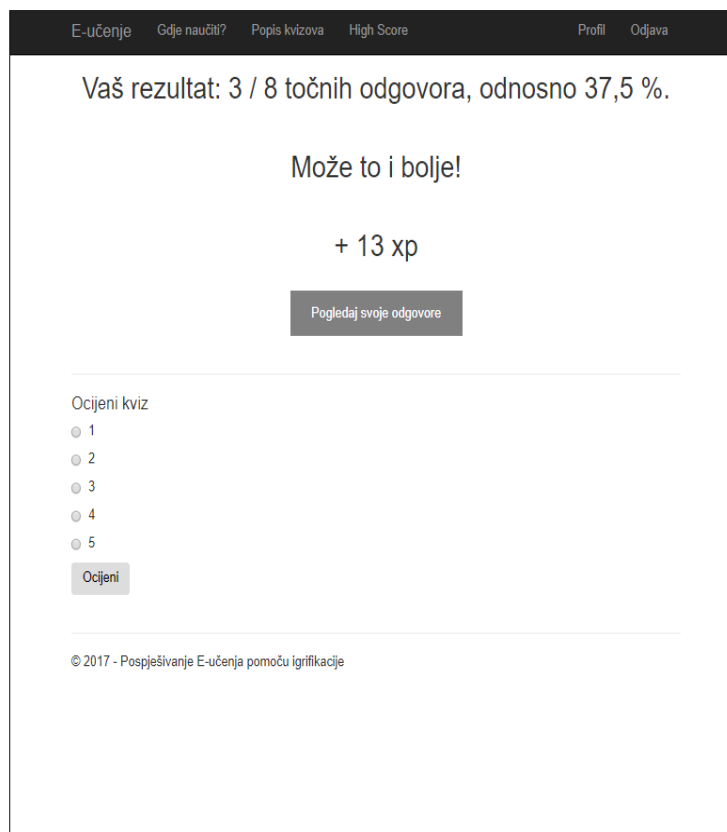 E-učenje Gdje naučiti? Popis kvizova High Score Profil Odjava
Vaš rezultat: 3 / 8 točnih odgovora, odnosno 37,5 %.
Može to i bolje!
+ 13 xp
Pogledaj svoje odgovore
Ocijeni kviz
1
2
3
4
5
Ocijeni
© 2017 - Pospješivanje E-učenja pomoću igrifikacije